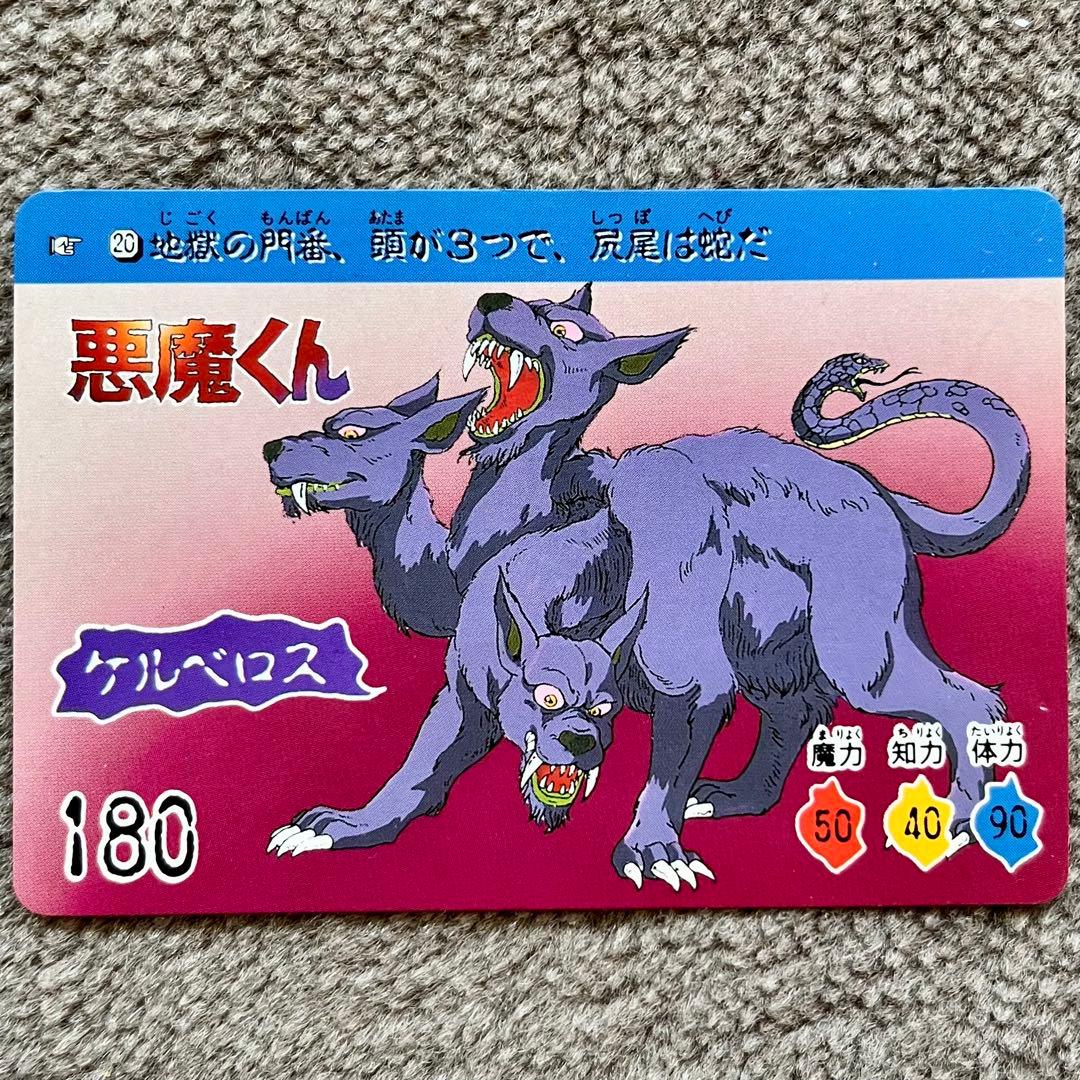 じごく もんばん あたま しっぽ へび
☞ 20 地獄の門番、頭が3つで、尻尾は蛇だ
悪魔くん
ケルベロス
180
まりょく ちりょく たいりょく
魔力 知力 体力
50 40 90